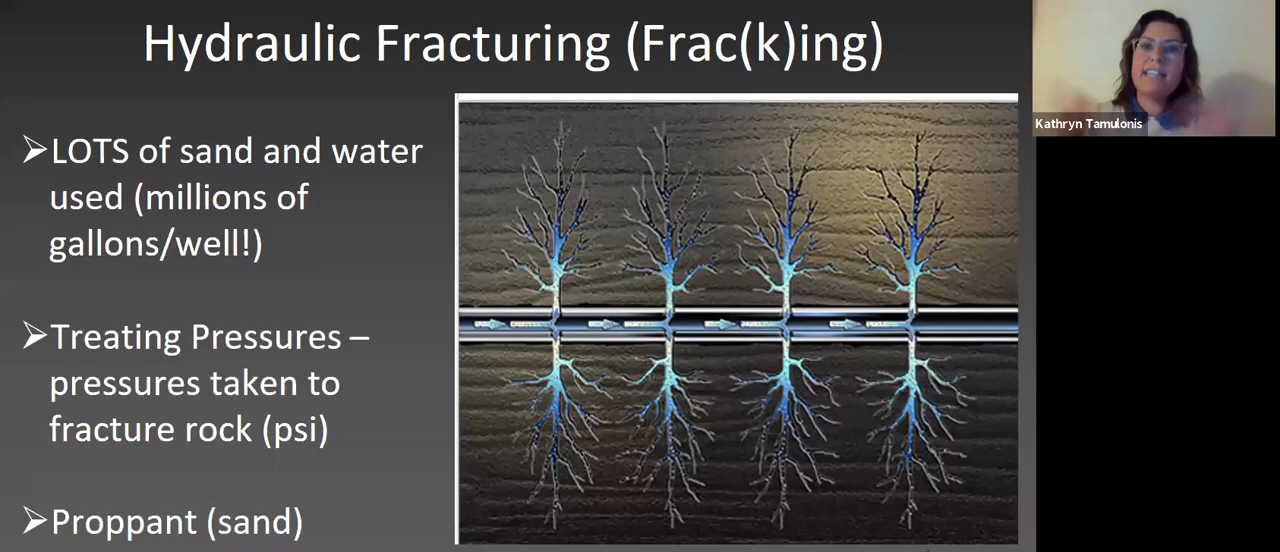 Hydraulic Fracturing (Frac(k)ing)
Kathryn Tamulonis
➢LOTS of sand and water
used (millions of
gallons/well!)
➢Treating Pressures –
pressures taken to
fracture rock (psi)
➢Proppant (sand)